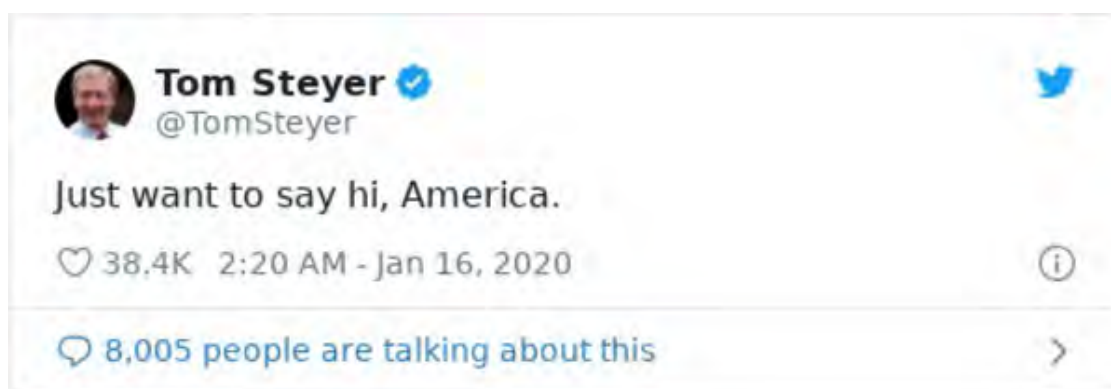 Tom Steyer
@TomSteyer
Just want to say hi, America.
38.4K 2:20 AM - Jan 16, 2020
8,005 people are talking about this